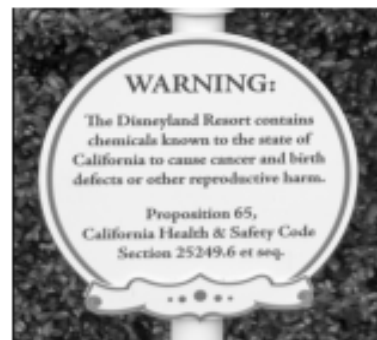 WARNING:
The Disneyland Resort contains
chemicals known to the state of
California to cause cancer and birth
defects or other reproductive harm.
Proposition 65,
California Health & Safety Code
Section 25249.6 et seq.